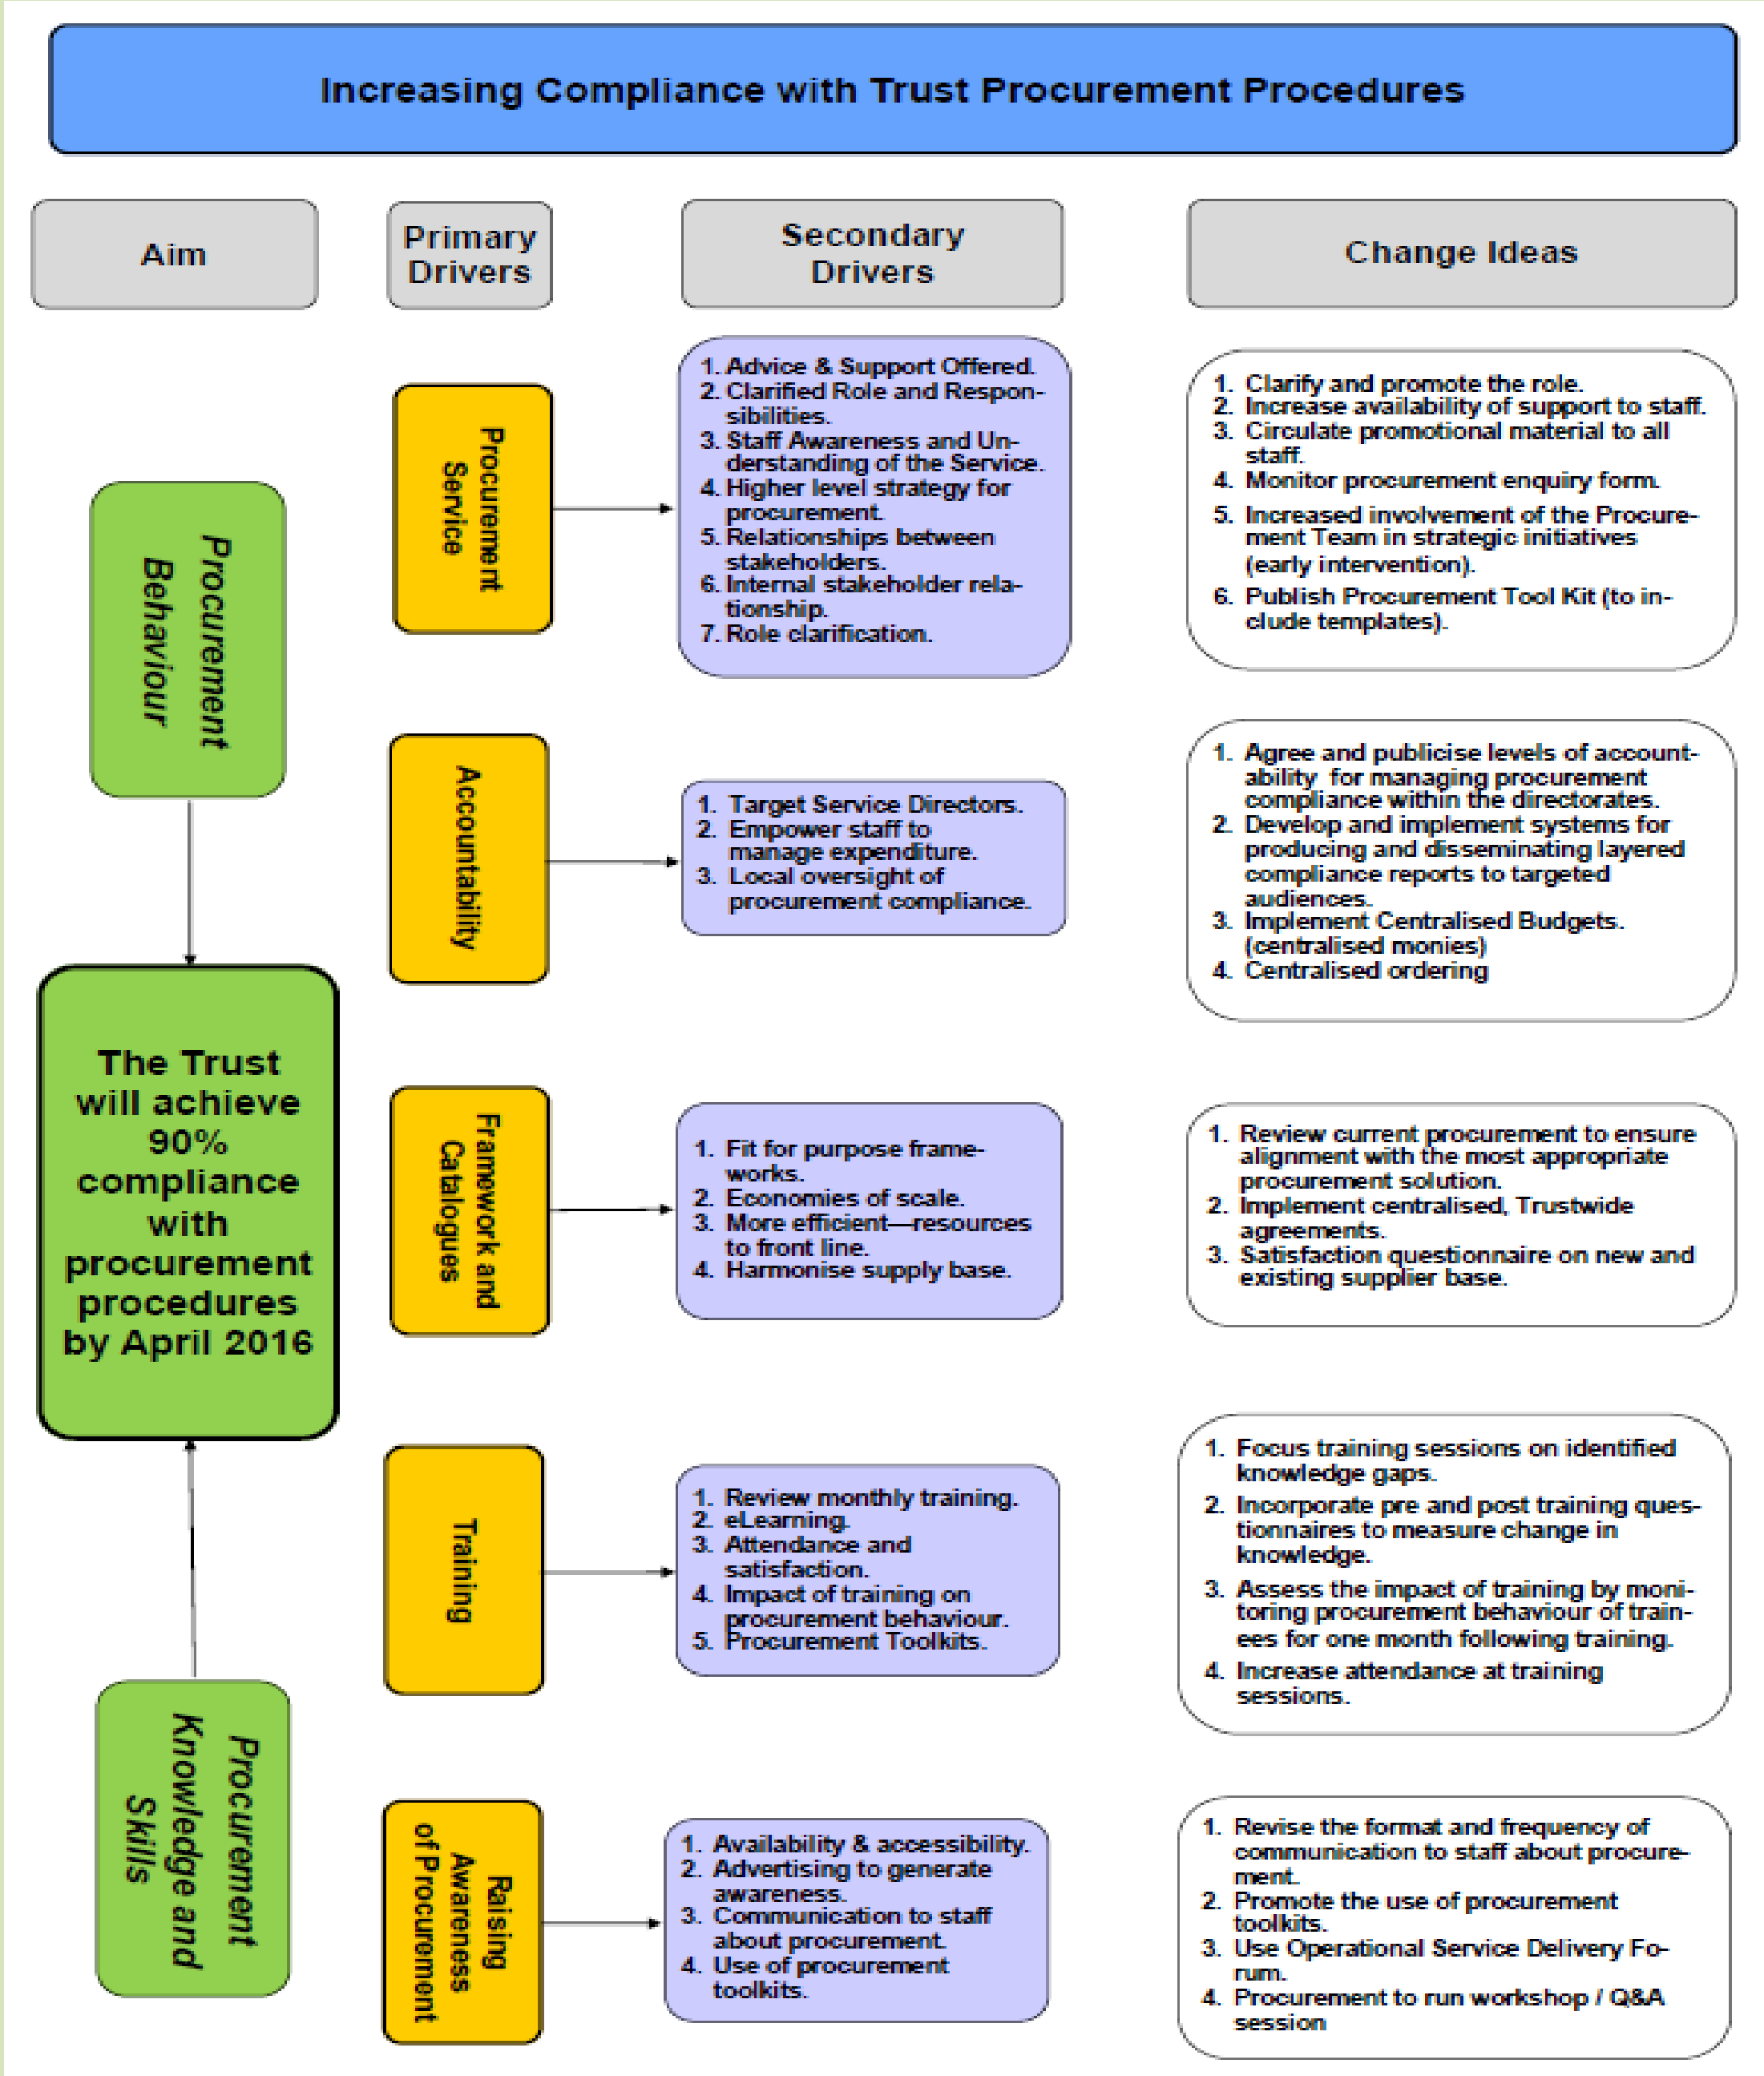 Increasing Compliance with Trust Procurement Procedures
Aim
Primary
Drivers
Secondary
Drivers
Change Ideas
Procurement
Behaviour
The Trust
will achieve
90%
compliance
with
procurement
procedures
by April 2016
Procurement
Knowledge and
Skills
Procurement
Service
1. Advice & Support Offered.
2. Clarified Role and Respon-
sibilities.
3. Staff Awareness and Un-
derstanding of the Service.
4. Higher level strategy for
procurement.
5. Relationships between
stakeholders.
6. Internal stakeholder rela-
tionship.
7. Role clarification.
1. Clarify and promote the role.
2. Increase availability of support to staff.
3. Circulate promotional material to all
staff.
4. Monitor procurement enquiry form.
5. Increased involvement of the Procure-
ment Team in strategic initiatives
(early intervention).
6. Publish Procurement Tool Kit (to in-
clude templates).
Accountability
1. Target Service Directors.
2. Empower staff to
manage expenditure.
3. Local oversight of
procurement compliance.
1. Agree and publicise levels of account-
ability for managing procurement
compliance within the directorates.
2. Develop and implement systems for
producing and disseminating layered
compliance reports to targeted
audiences.
3. Implement Centralised Budgets.
(centralised monies)
4. Centralised ordering
Framework and
Catalogues
1. Fit for purpose frame-
works.
2. Economies of scale.
3. More efficient—resources
to front line.
4. Harmonise supply base.
1. Review current procurement to ensure
alignment with the most appropriate
procurement solution.
2. Implement centralised, Trustwide
agreements.
3. Satisfaction questionnaire on new and
existing supplier base.
Training
1. Review monthly training.
2. eLearning.
3. Attendance and
satisfaction.
4. Impact of training on
procurement behaviour.
5. Procurement Toolkits.
1. Focus training sessions on identified
knowledge gaps.
2. Incorporate pre and post training ques-
tionnaires to measure change in
knowledge.
3. Assess the impact of training by moni-
toring procurement behaviour of train-
ees for one month following training.
4. Increase attendance at training
sessions.
Raising
Awareness
of Procurement
1. Availability & accessibility.
2. Advertising to generate
awareness.
3. Communication to staff
about procurement.
4. Use of procurement
toolkits.
1. Revise the format and frequency of
communication to staff about procure-
ment.
2. Promote the use of procurement
toolkits.
3. Use Operational Service Delivery Fo-
rum.
4. Procurement to run workshop / Q&A
session